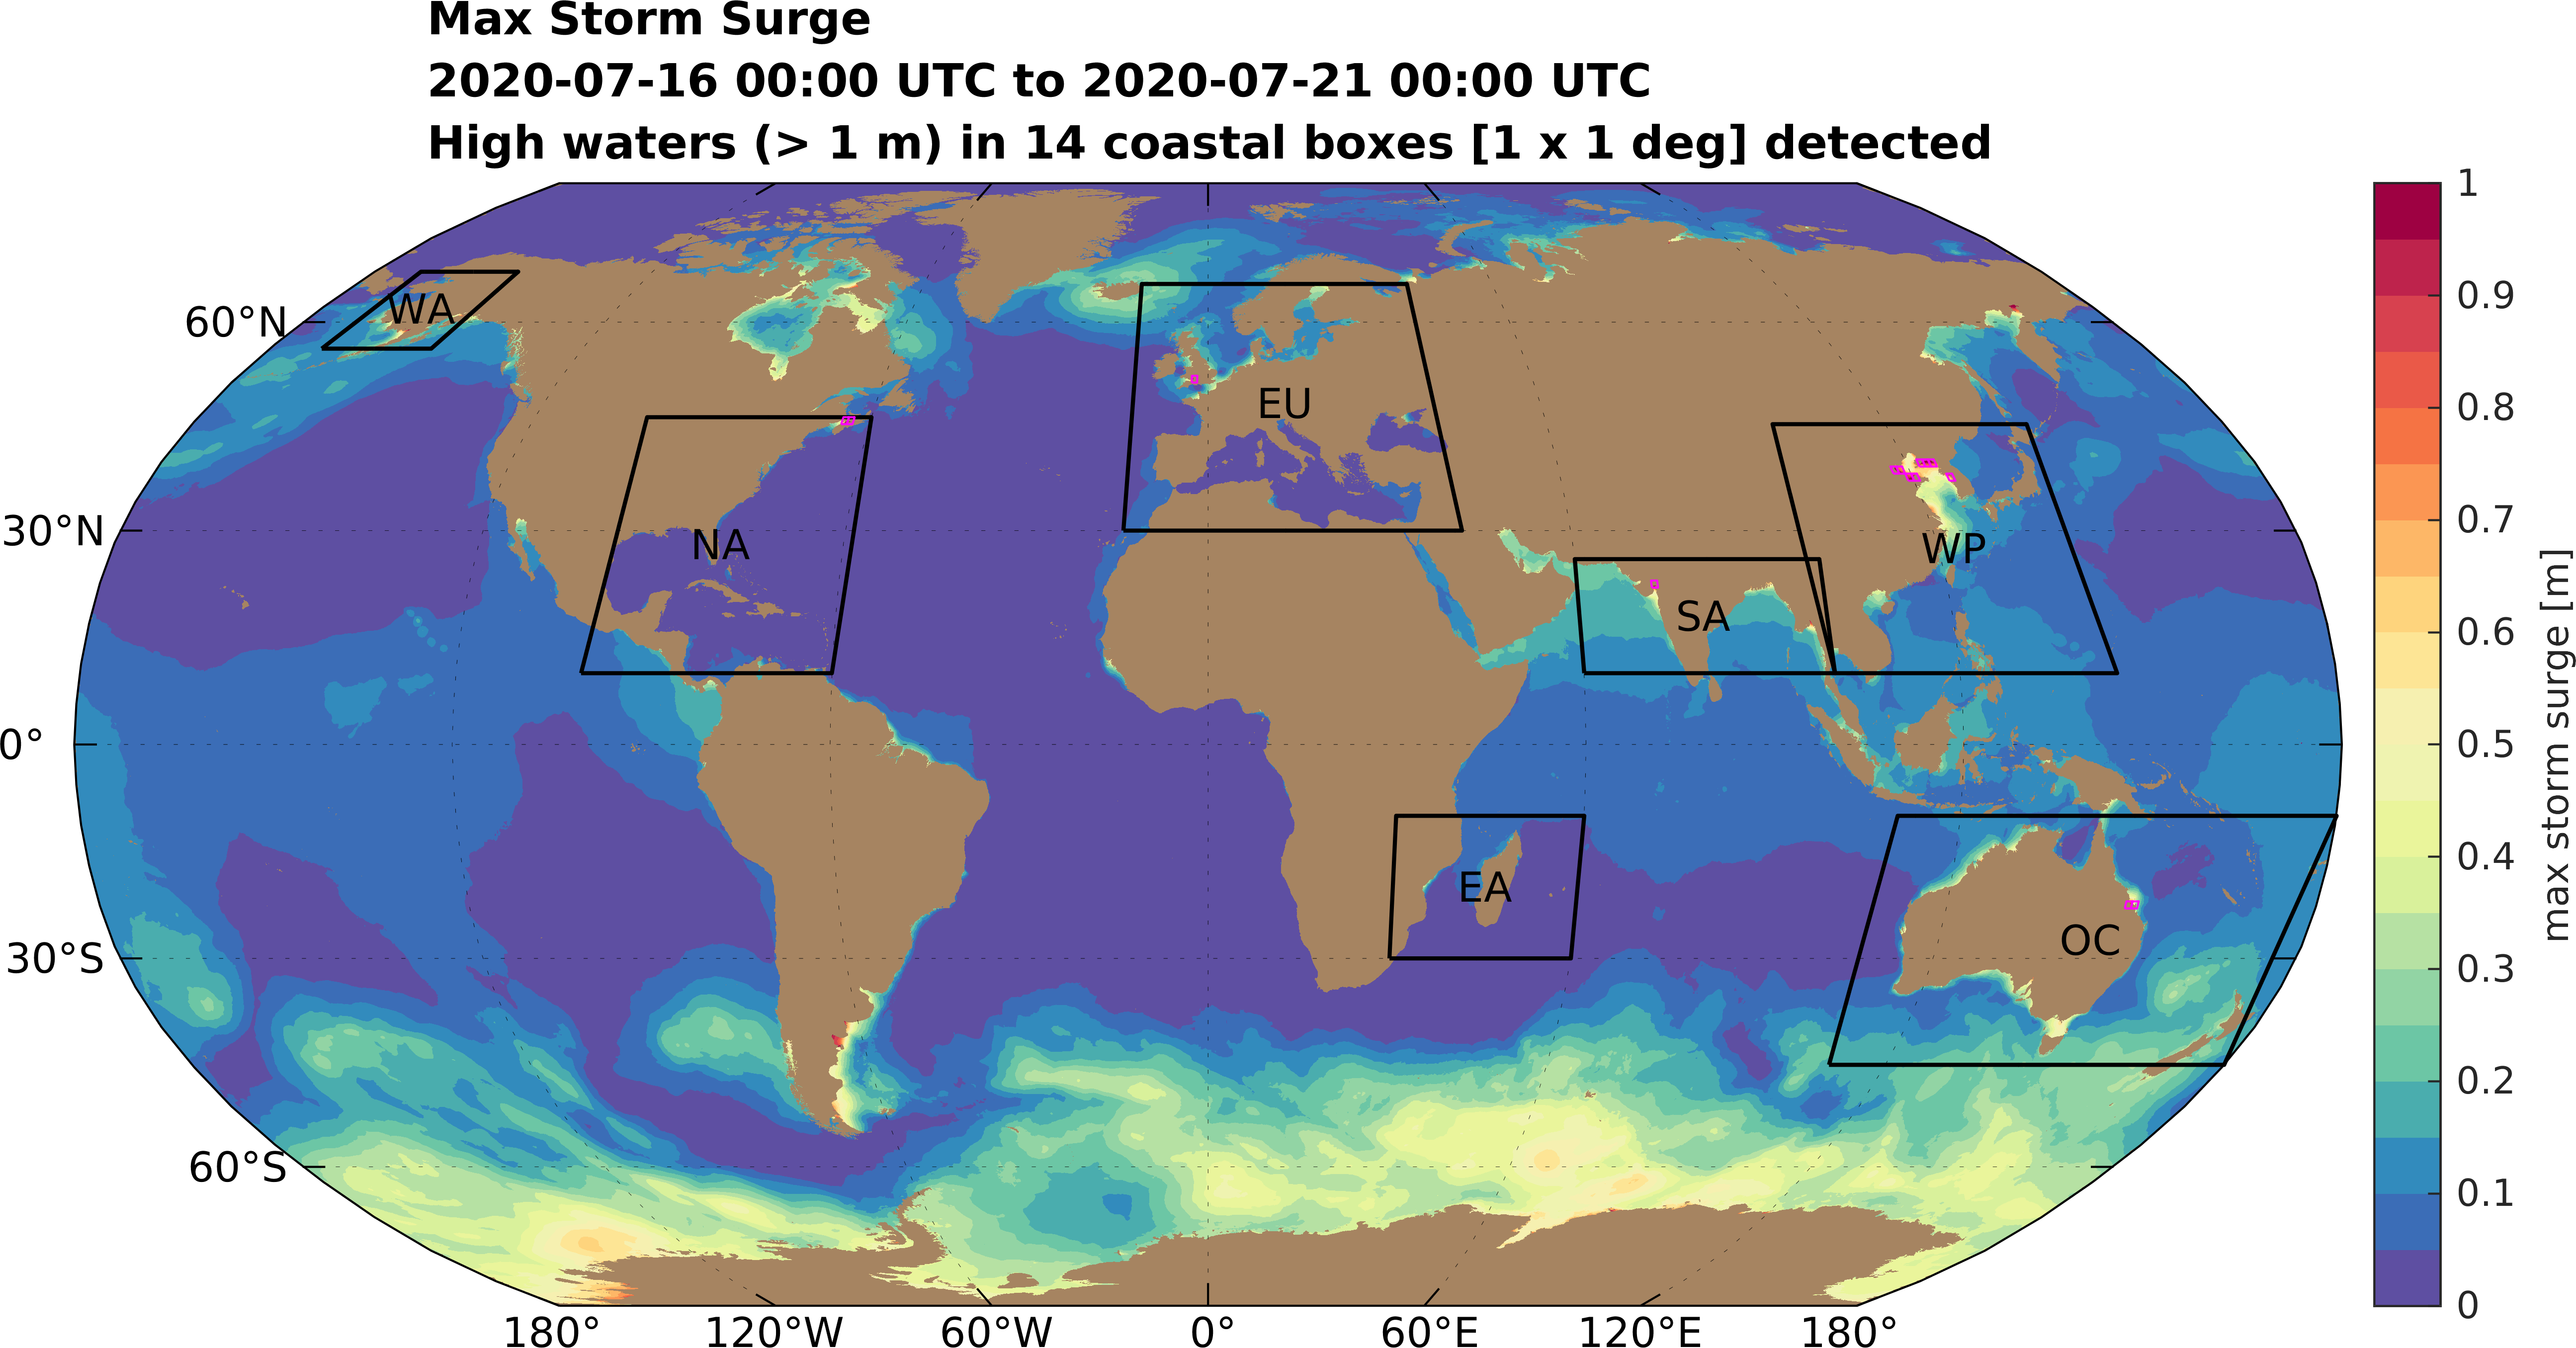 Max Storm Surge
2020-07-16 00:00 UTC to 2020-07-21 00:00 UTC
High waters (> 1 m) in 14 coastal boxes [1 x 1 deg] detected
60°N
30°N
0°
30°S
60°S
WA
NA
EU
SA
WP
EA
OC
180°
120°W
60°W
0°
60°E
120°E
180°
1
0.9
0.8
0.7
0.6
0.5
0.4
0.3
0.2
0.1
0
max storm surge [m]